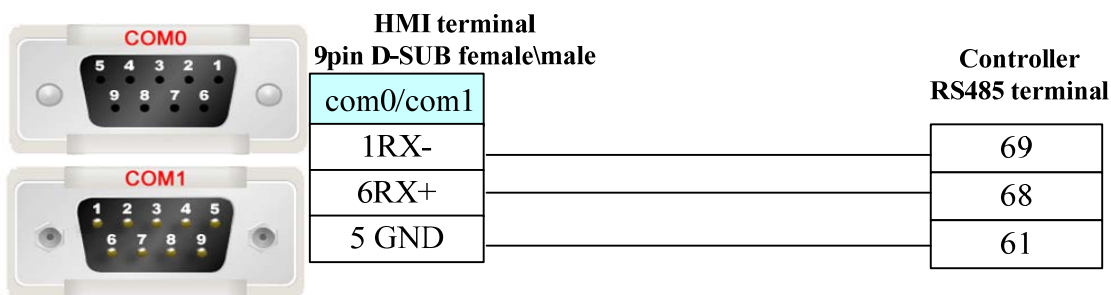 COM0
5 4 3 2 1
9 8 7 6
COM1
1 2 3 4 5
6 7 8 9
HMI terminal
9pin D-SUB female\male
com0/com1
1RX-
6RX+
5 GND
Controller
RS485 terminal
69
68
61